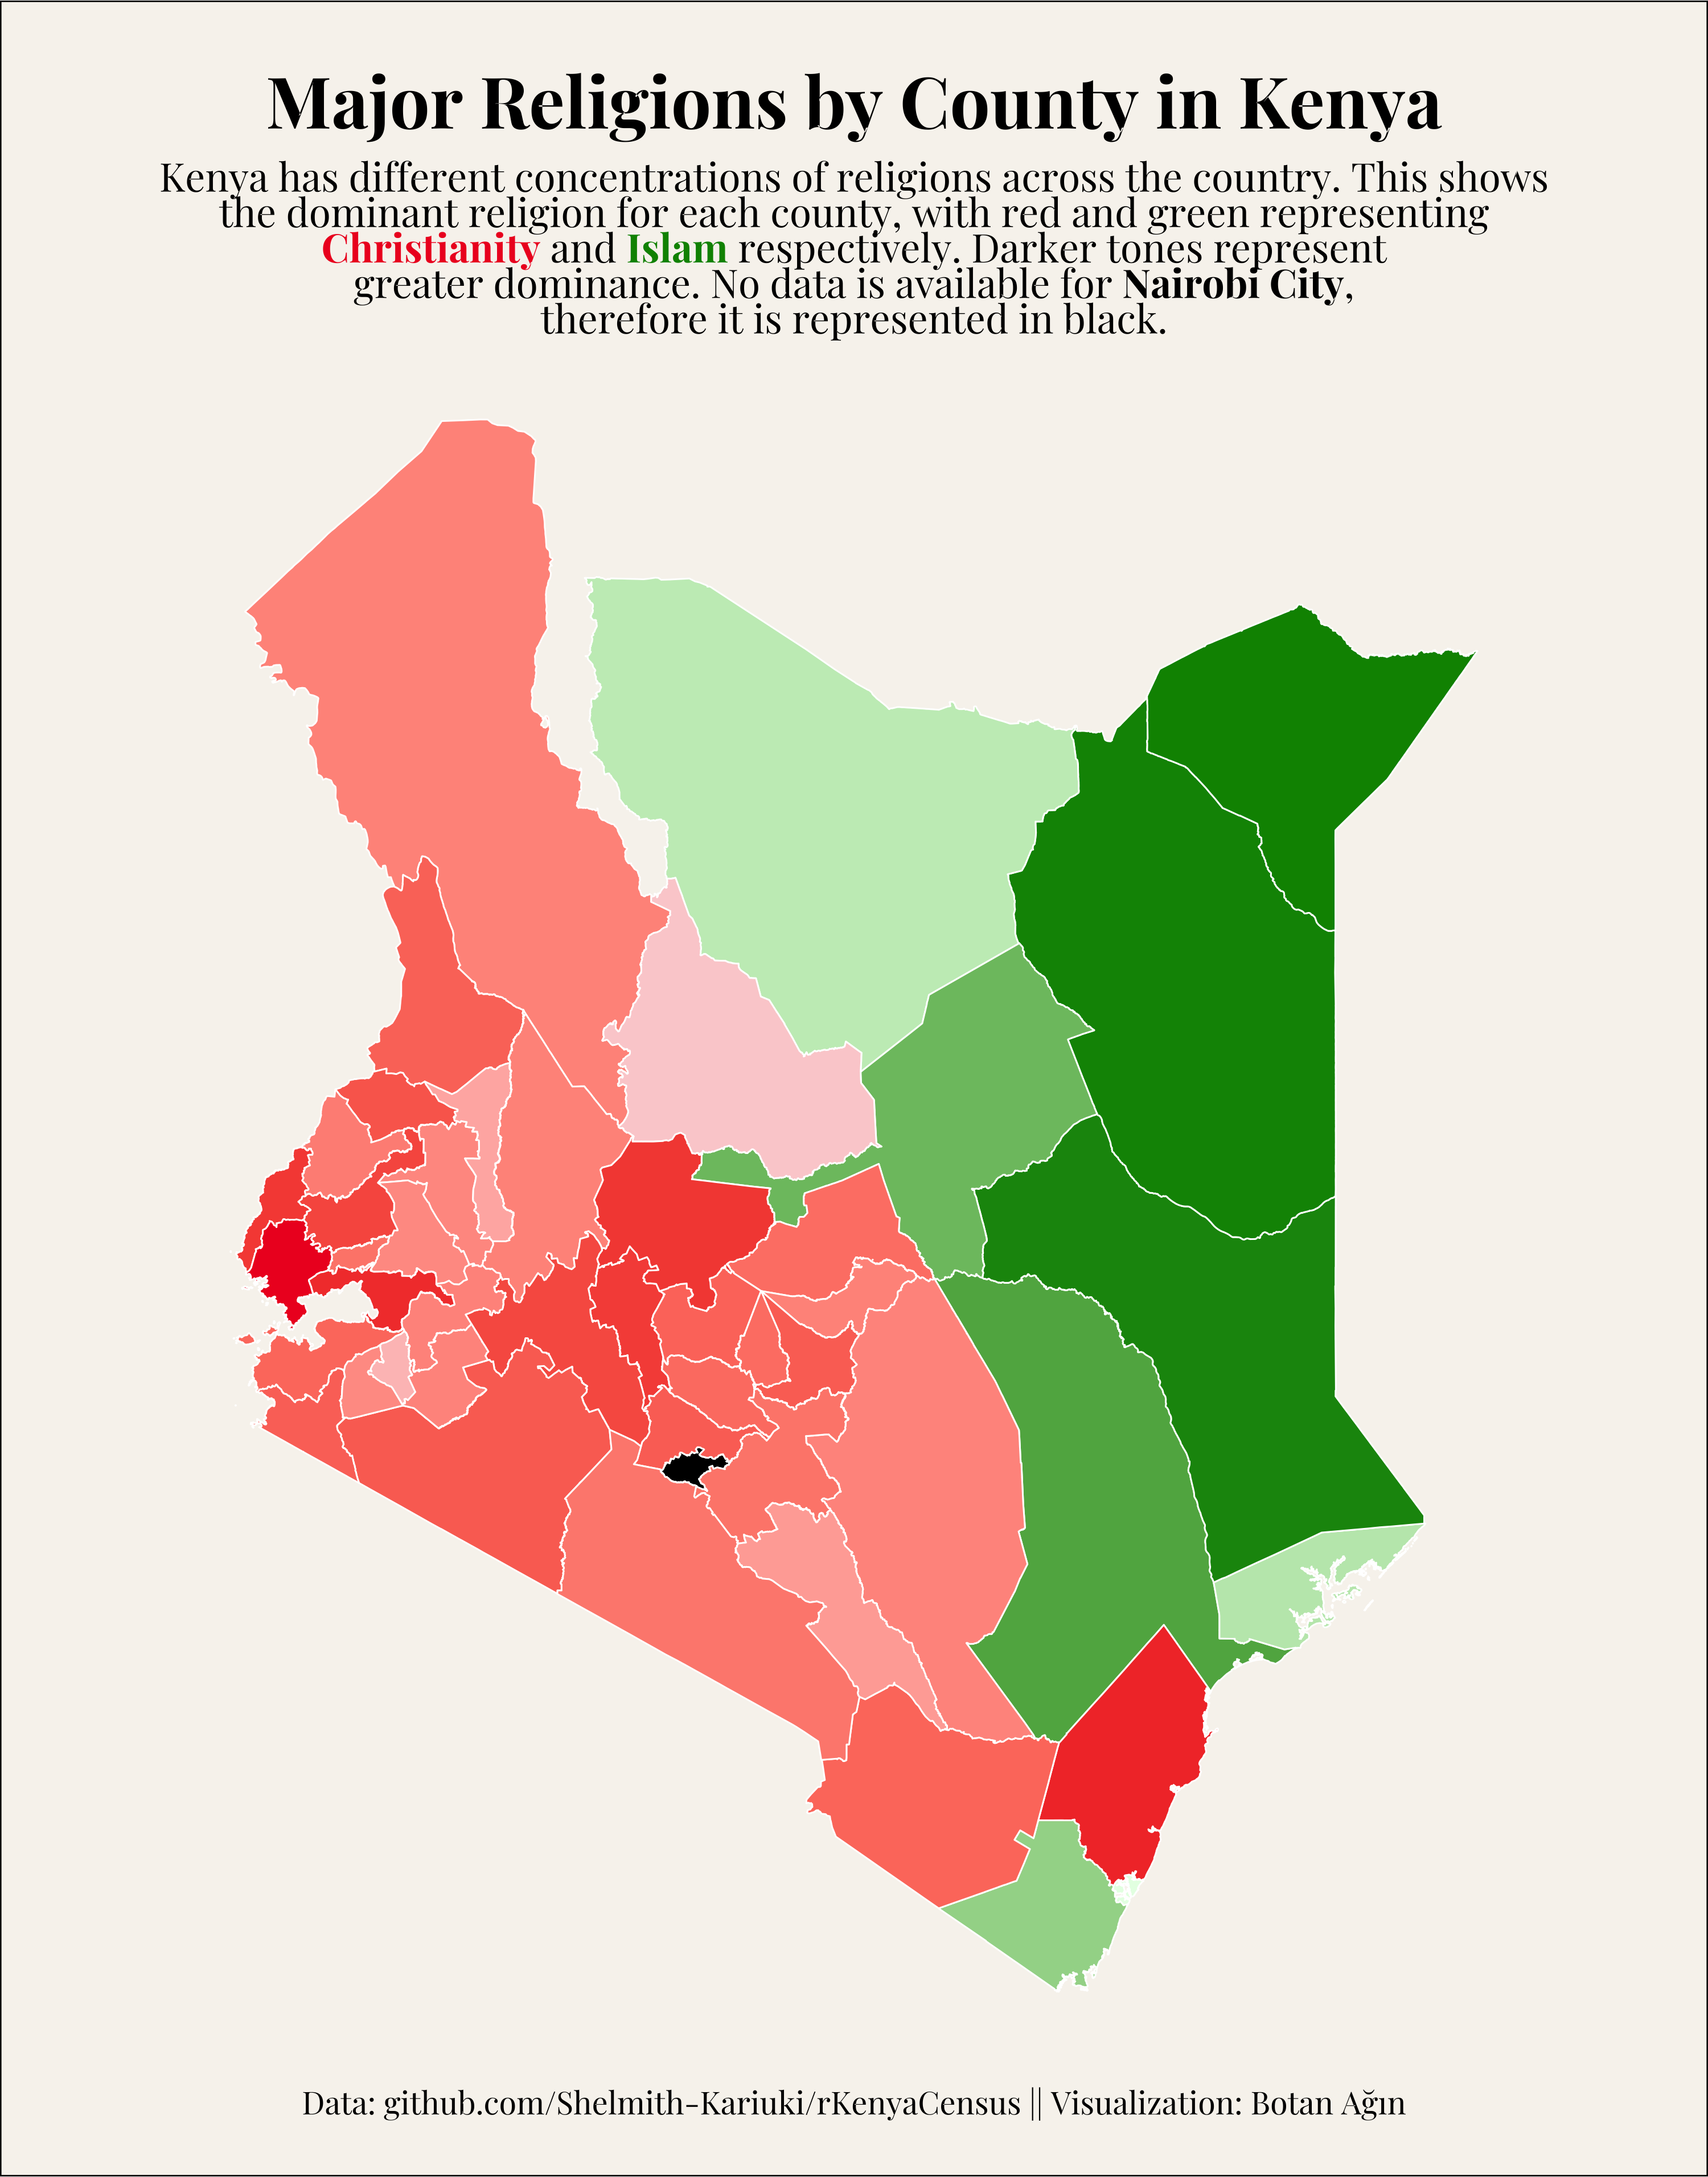 Major Religions by County in Kenya
Kenya has different concentrations of religions across the country. This shows
the dominant religion for each county, with red and green representing
Christianity and Islam respectively. Darker tones represent
greater dominance. No data is available for Nairobi City,
therefore it is represented in black.
Data: github.com/Shelmith-Kariuki/rKenyaCensus || Visualization: Botan Ağın